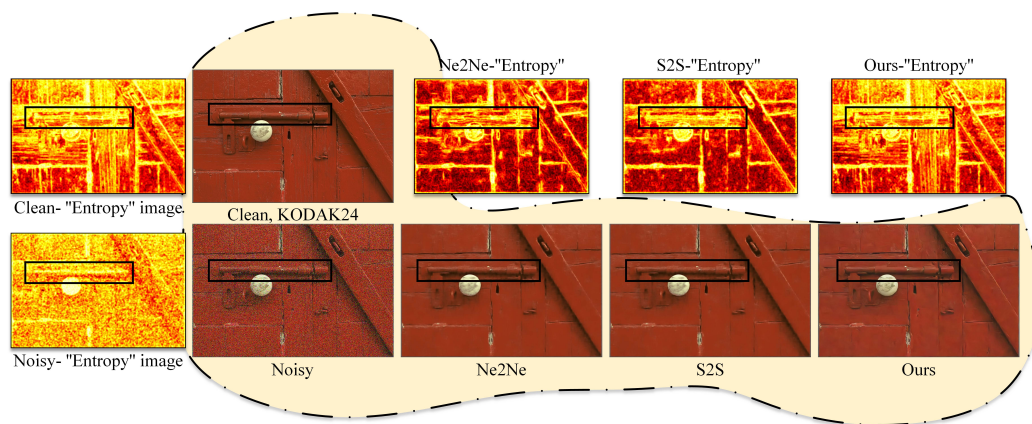 Ne2Ne-"Entropy"
S2S-"Entropy"
Ours-"Entropy"
Clean- "Entropy" image
Clean, KODAK24
Noisy- "Entropy" image
Noisy
Ne2Ne
S2S
Ours